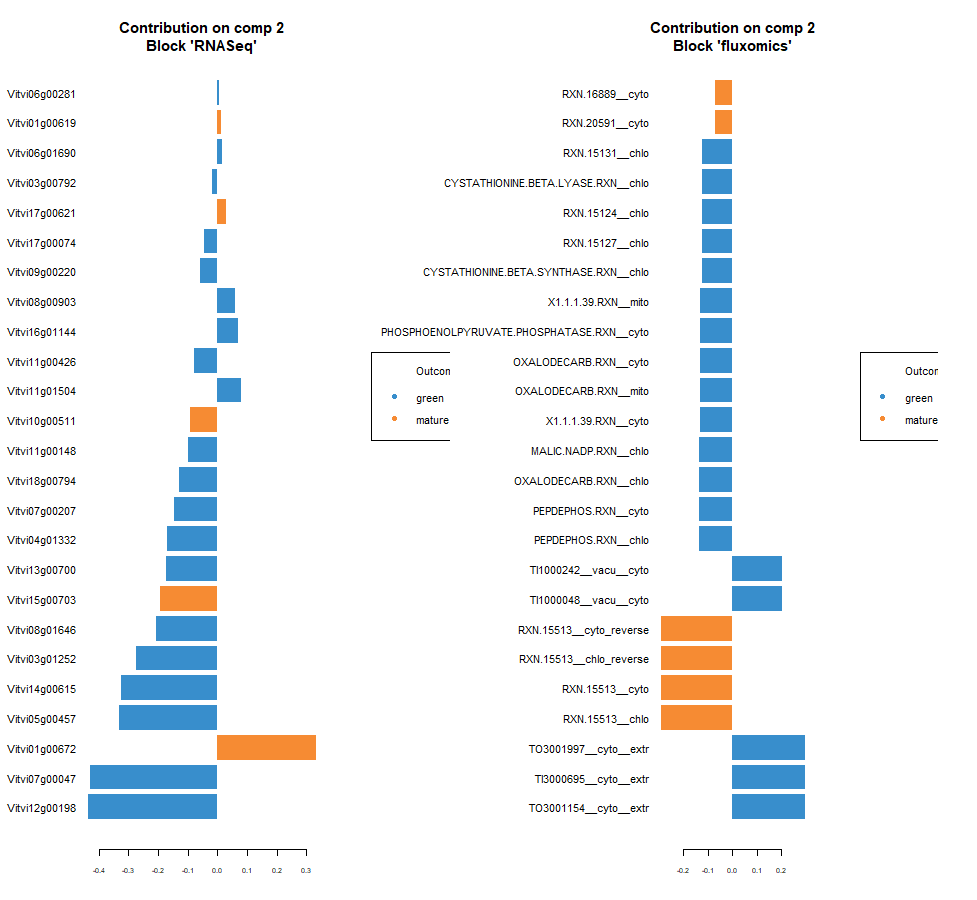 Contribution on comp 2
Block 'RNASeq'
Vitvi06g00281
Vitvi01g00619
Vitvi06g01690
Vitvi03g00792
Vitvi17g00621
Vitvi17g00074
Vitvi09g00220
Vitvi08g00903
Vitvi16g01144
Vitvi11g00426
Vitvi11g01504
Vitvi10g00511
Vitvi11g00148
Vitvi18g00794
Vitvi07g00207
Vitvi04g01332
Vitvi13g00700
Vitvi15g00703
Vitvi08g01646
Vitvi03g01252
Vitvi14g00615
Vitvi05g00457
Vitvi01g00672
Vitvi07g00047
Vitvi12g00198
-0.4 -0.3 -0.2 -0.1 0.0 0.1 0.2 0.3
Outcon
green
mature
Contribution on comp 2
Block 'fluxomics'
RXN.16889__cyto
RXN.20591__cyto
RXN.15131__chlo
CYSTATHIONINE.BETA.LYASE.RXN__chlo
RXN.15124__chlo
RXN.15127__chlo
CYSTATHIONINE.BETA.SYNTHASE.RXN__chlo
X1.1.1.39.RXN__mito
PHOSPHOENOLPYRUVATE.PHOSPHATASE.RXN__cyto
OXALODECARB.RXN__cyto
OXALODECARB.RXN__mito
X1.1.1.39.RXN__cyto
MALIC.NADP.RXN__chlo
OXALODECARB.RXN__chlo
PEPDEPHOS.RXN__cyto
PEPDEPHOS.RXN__chlo
TI1000242__vacu__cyto
TI1000048__vacu__cyto
RXN.15513__cyto_reverse
RXN.15513__chlo_reverse
RXN.15513__cyto
RXN.15513__chlo
TO3001997__cyto__extr
TI3000695__cyto__extr
TO3001154__cyto__extr
-0.2 -0.1 0.0 0.1 0.2
Outcon
green
mature